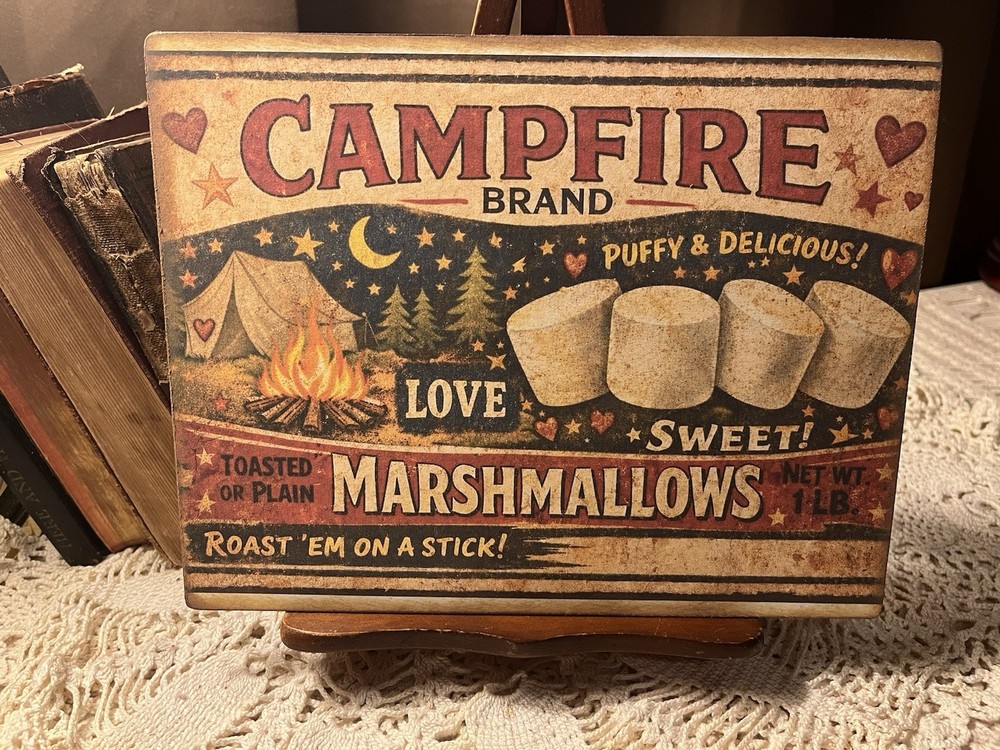 CAMPFIRE
BRAND
PUFFY & DELICIOUS!
LOVE
SWEET!
TOASTED
OR PLAIN
MARSHMALLOWS
NET WT.
1 LB.
ROAST 'EM ON A STICK!